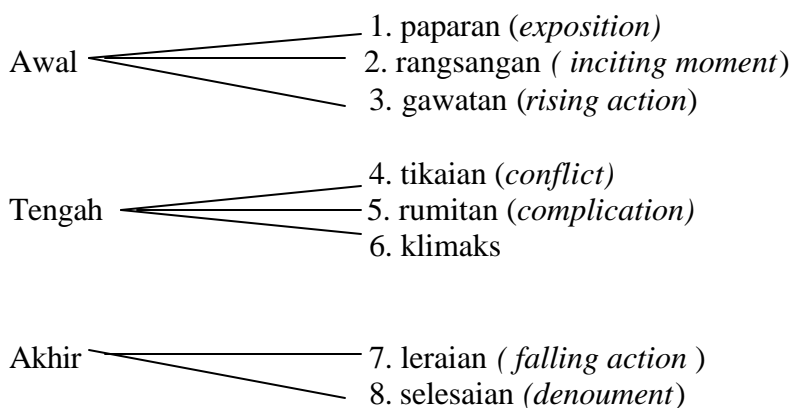 1. paparan (exposition)
Awal 2. rangsangan ( inciting moment)
3. gawatan (rising action)
4. tikaian (conflict)
Tengah 5. rumitan (complication)
6. klimaks
Akhir 7. leraian ( falling action )
8. selesaian (denoument)